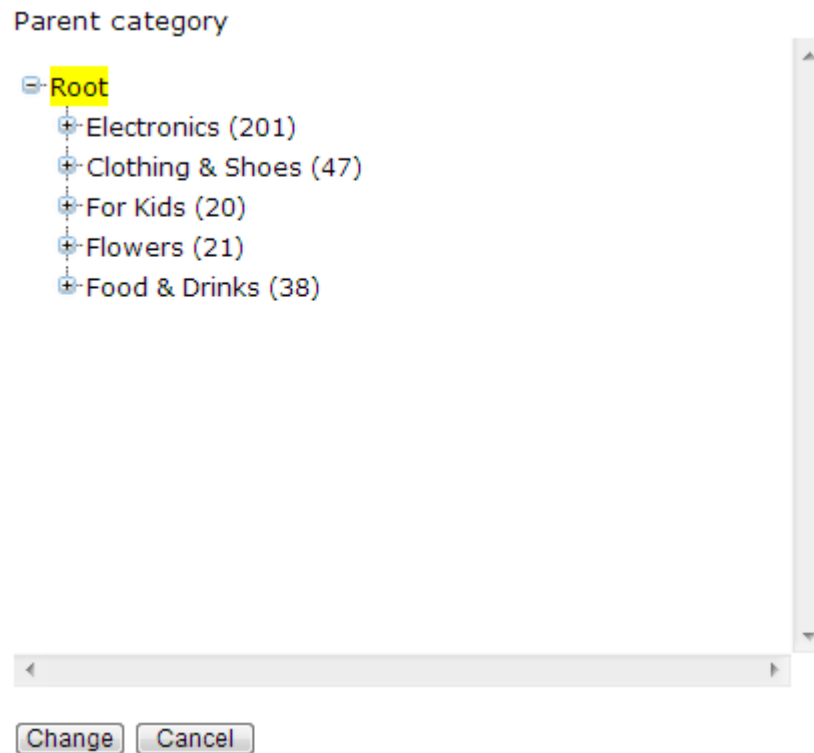 Parent category
Root
Electronics (201)
Clothing & Shoes (47)
For Kids (20)
Flowers (21)
Food & Drinks (38)
Change Cancel